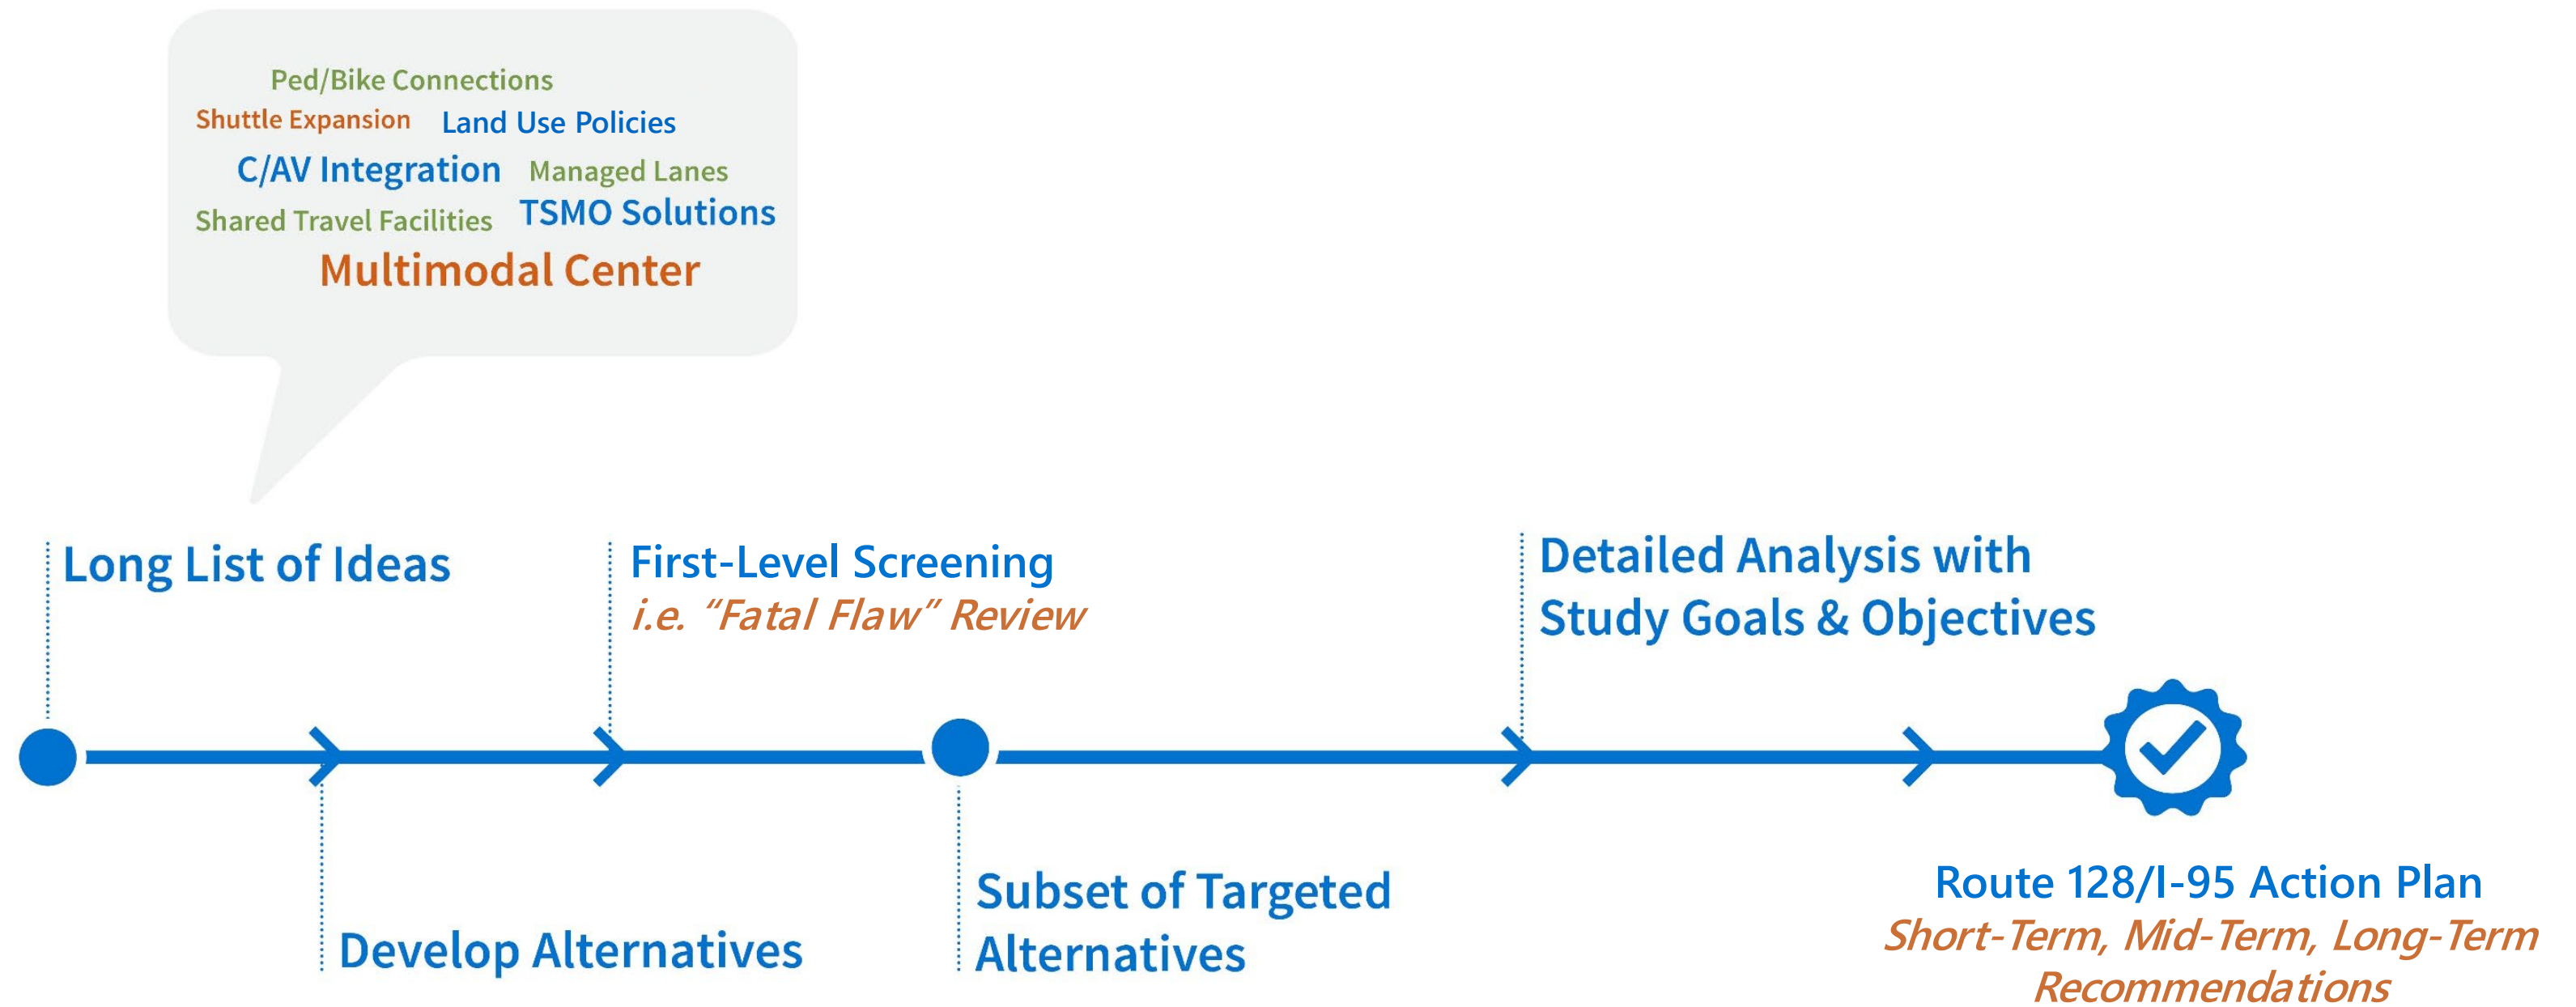 Ped/Bike Connections
Shuttle Expansion Land Use Policies
C/AV Integration Managed Lanes
Shared Travel Facilities TSMO Solutions
Multimodal Center
Long List of Ideas
First-Level Screening
i.e. “Fatal Flaw” Review
Detailed Analysis with
Study Goals & Objectives
Develop Alternatives
Subset of Targeted
Alternatives
Route 128/I-95 Action Plan
Short-Term, Mid-Term, Long-Term
Recommendations